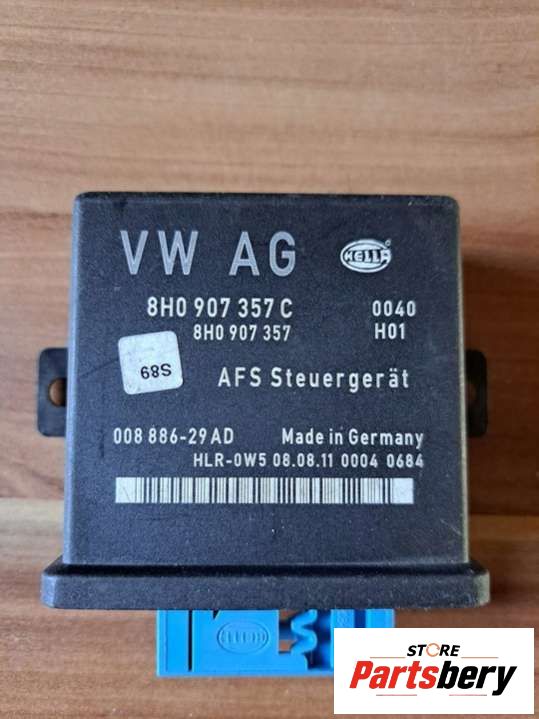 VW AG HELLA ®
8H0 907 357 C 0040
8H0 907 357 H01
S89
AFS Steuergerät
008 886-29 AD Made in Germany
HLR-0W5 08.08.11 0004 0684
HELLA
STORE
Partsbery